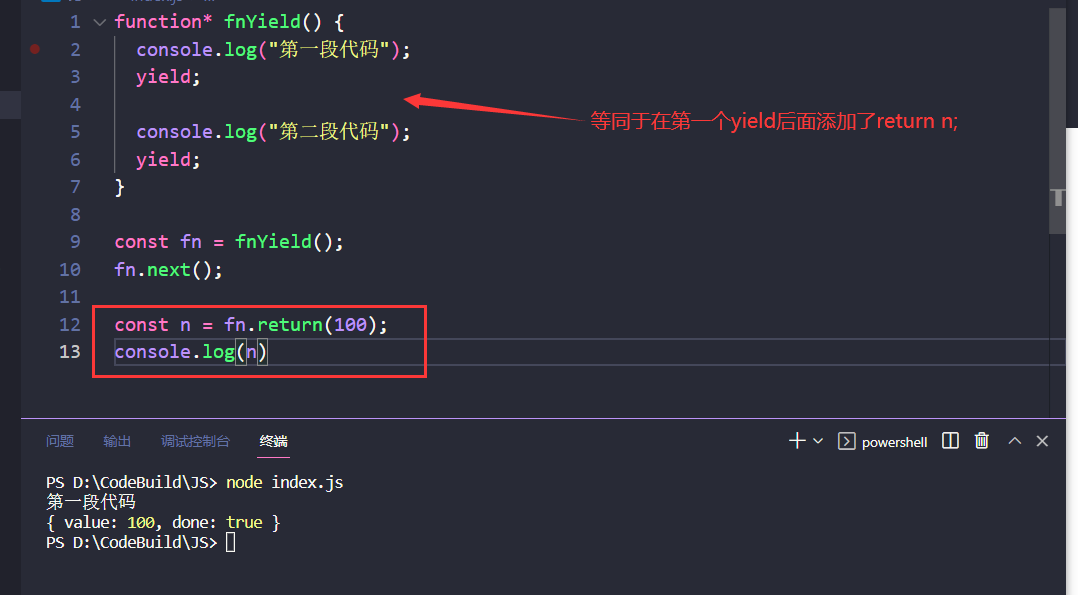 1 function* fnYield() {
2 console.log("第一段代码");
3 yield;
4
等同于在第一个yield后面添加了return n;
5 console.log("第二段代码");
6 yield;
7 }
8
9 const fn = fnYield();
10 fn.next();
11
12 const n = fn.return(100);
13 console.log(n)
问题 输出 调试控制台 终端 powershell
PS D:\CodeBuild\JS> node index.js
第一段代码
{ value: 100, done: true }
PS D:\CodeBuild\JS>